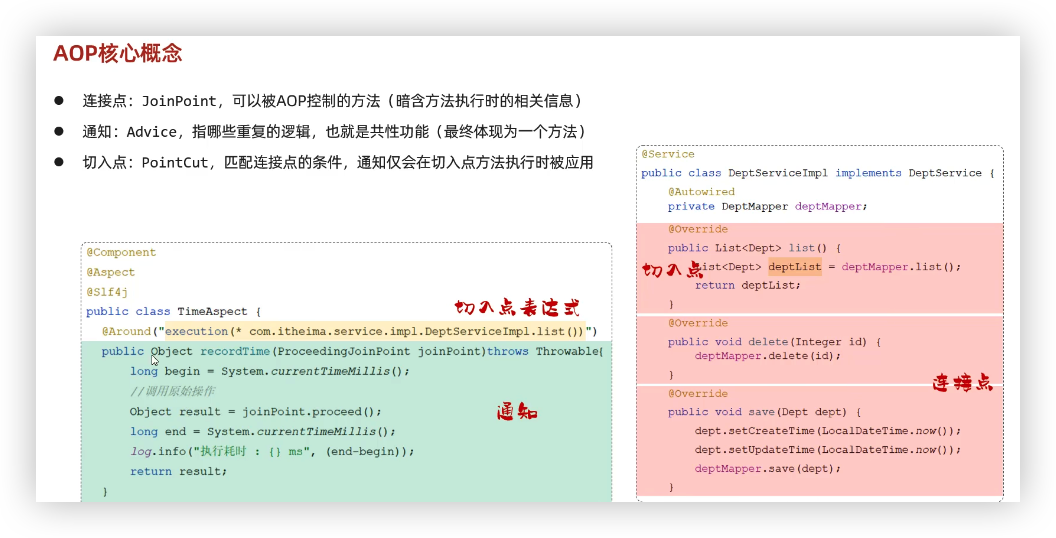 AOP核心概念
● 连接点：JoinPoint，可以被AOP控制的方法（暗含方法执行时的相关信息）
● 通知：Advice，指哪些重复的逻辑，也就是共性功能（最终体现为一个方法）
● 切入点：PointCut，匹配连接点的条件，通知仅会在切入点方法执行时被应用
@Component
@Aspect
@Slf4j
public class TimeAspect {
切入点表达式
@Around("execution(* com.itheima.service.impl.DeptServiceImpl.list())")
public Object recordTime(ProceedingJoinPoint joinPoint)throws Throwable{
long begin = System.currentTimeMillis();
//调用原始操作
Object result = joinPoint.proceed();
通知
long end = System.currentTimeMillis();
log.info("执行耗时 : {} ms", (end-begin));
return result;
}
@Service
public class DeptServiceImpl implements DeptService {
@Autowired
private DeptMapper deptMapper;
@Override
public List<Dept> list() {
切入点
List<Dept> deptList = deptMapper.list();
return deptList;
}
@Override
public void delete(Integer id) {
deptMapper.delete(id);
}
连接点
@Override
public void save(Dept dept) {
dept.setCreateTime(LocalDateTime.now());
dept.setUpdateTime(LocalDateTime.now());
deptMapper.save(dept);
}